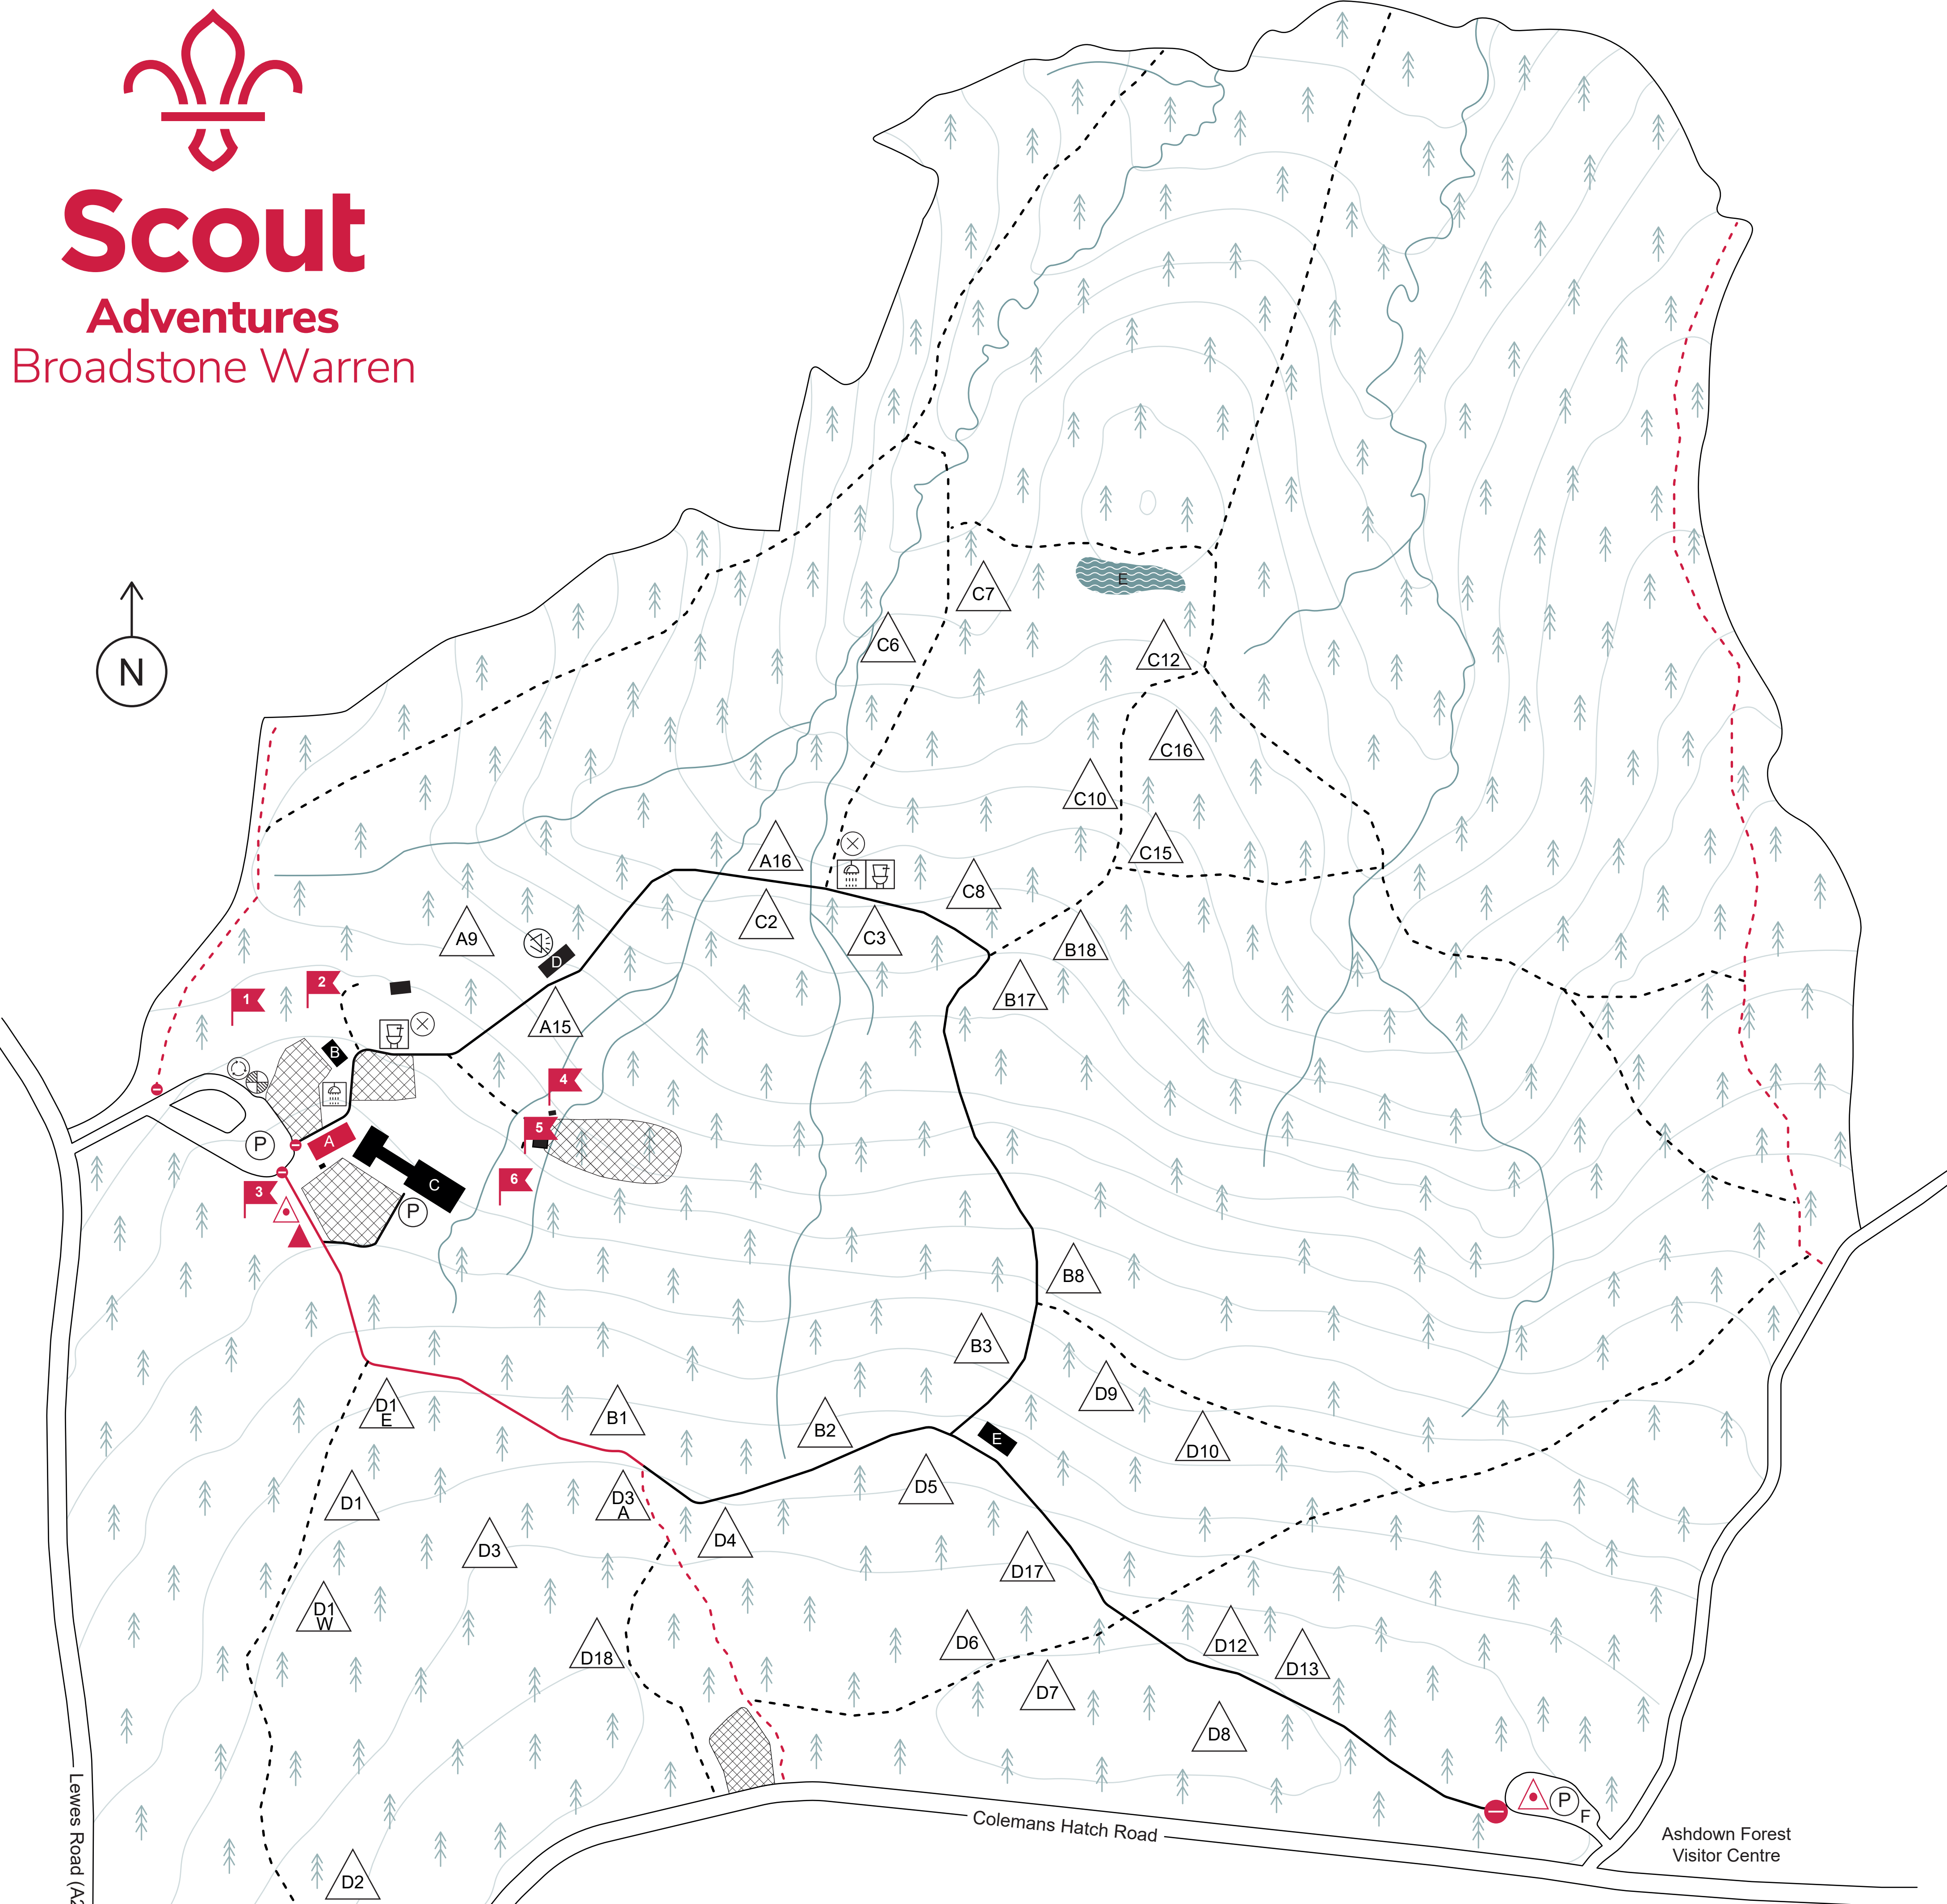 Scout
Adventures
Broadstone Warren
N
E
C7
C6
C12
C16
C10
C15
A16
C8
C2
C3
A9
B18
D
B17
A15
1
2
B
4
5
P
A
C
6
3
P
B8
B3
D9
D1
E
B1
B2
E
D10
D5
D1
D3
A
D4
D3
D17
D1
W
D6
D12
D18
D13
D7
D8
P
F
Lewes Road (A2
Colemans Hatch Road
Ashdown Forest
Visitor Centre
D2